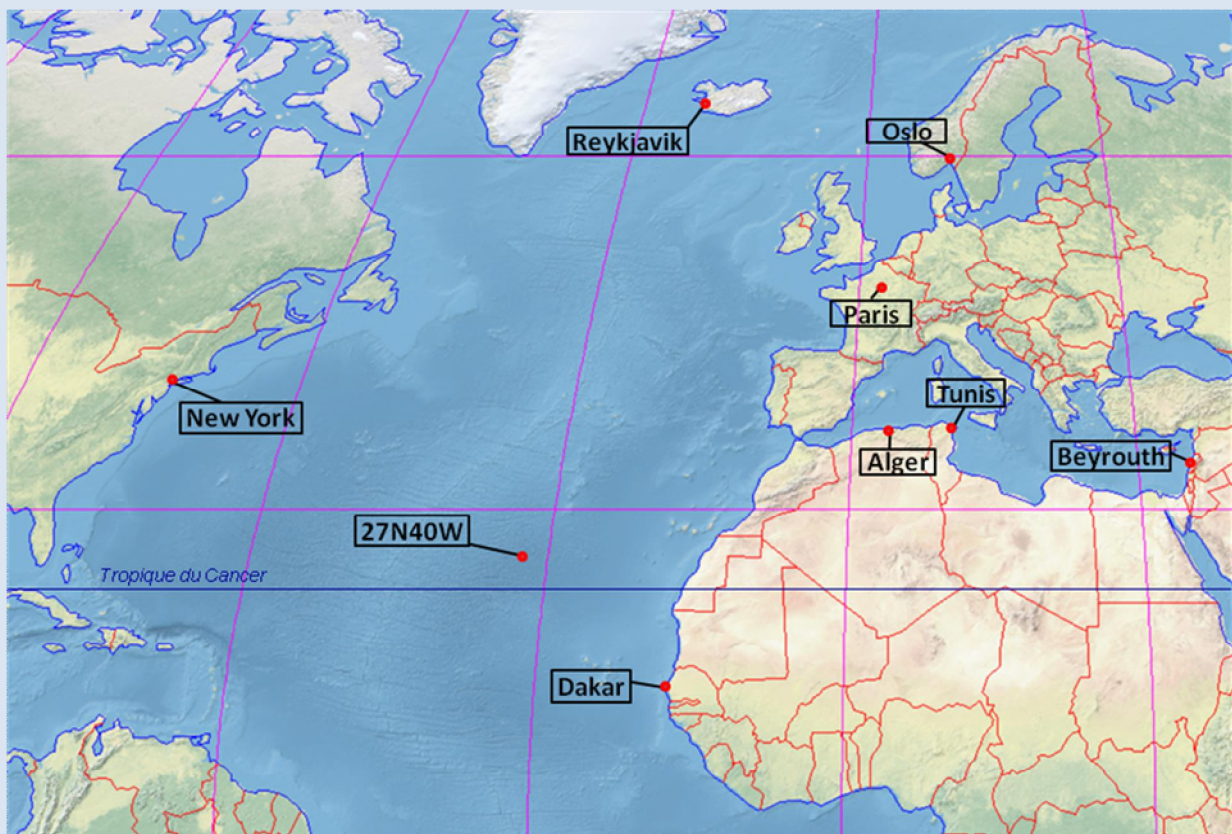 Reykjavik
Oslo
Paris
New York
Tunis
Alger
Beyrouth
27N40W
Tropique du Cancer
Dakar